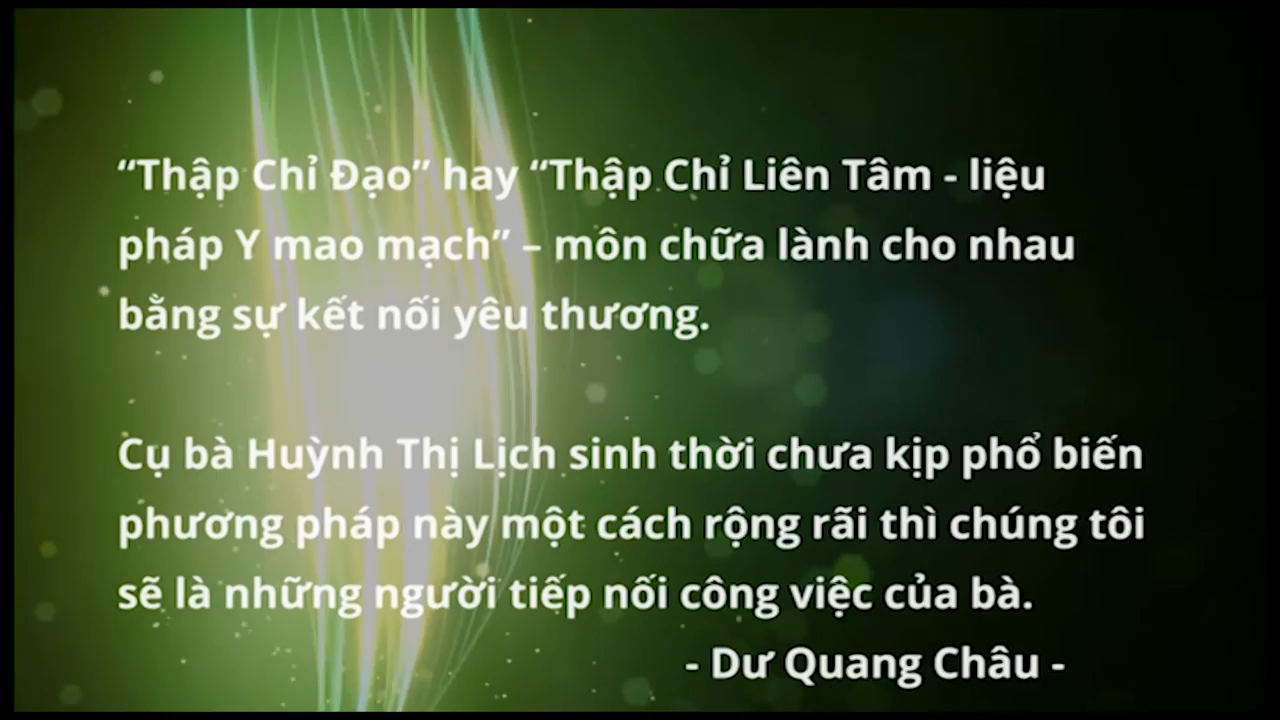 “Thập Chỉ Đạo” hay “Thập Chỉ Liên Tâm - liệu
pháp Y mao mạch” – môn chữa lành cho nhau
bằng sự kết nối yêu thương.
Cụ bà Huỳnh Thị Lịch sinh thời chưa kịp phổ biến
phương pháp này một cách rộng rãi thì chúng tôi
sẽ là những người tiếp nối công việc của bà.
- Dư Quang Châu -